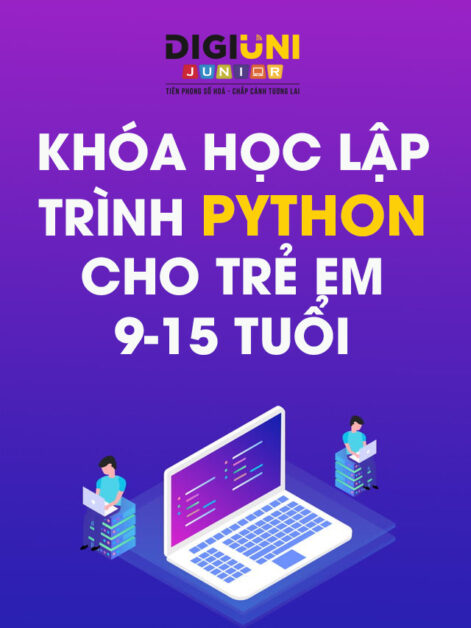 DIGIUNI
JUNIOR
TIÊN PHONG SỐ HOÁ - CHẮP CÁNH TƯƠNG LAI
KHÓA HỌC LẬP
TRÌNH PYTHON
CHO TRẺ EM
9-15 TUỔI